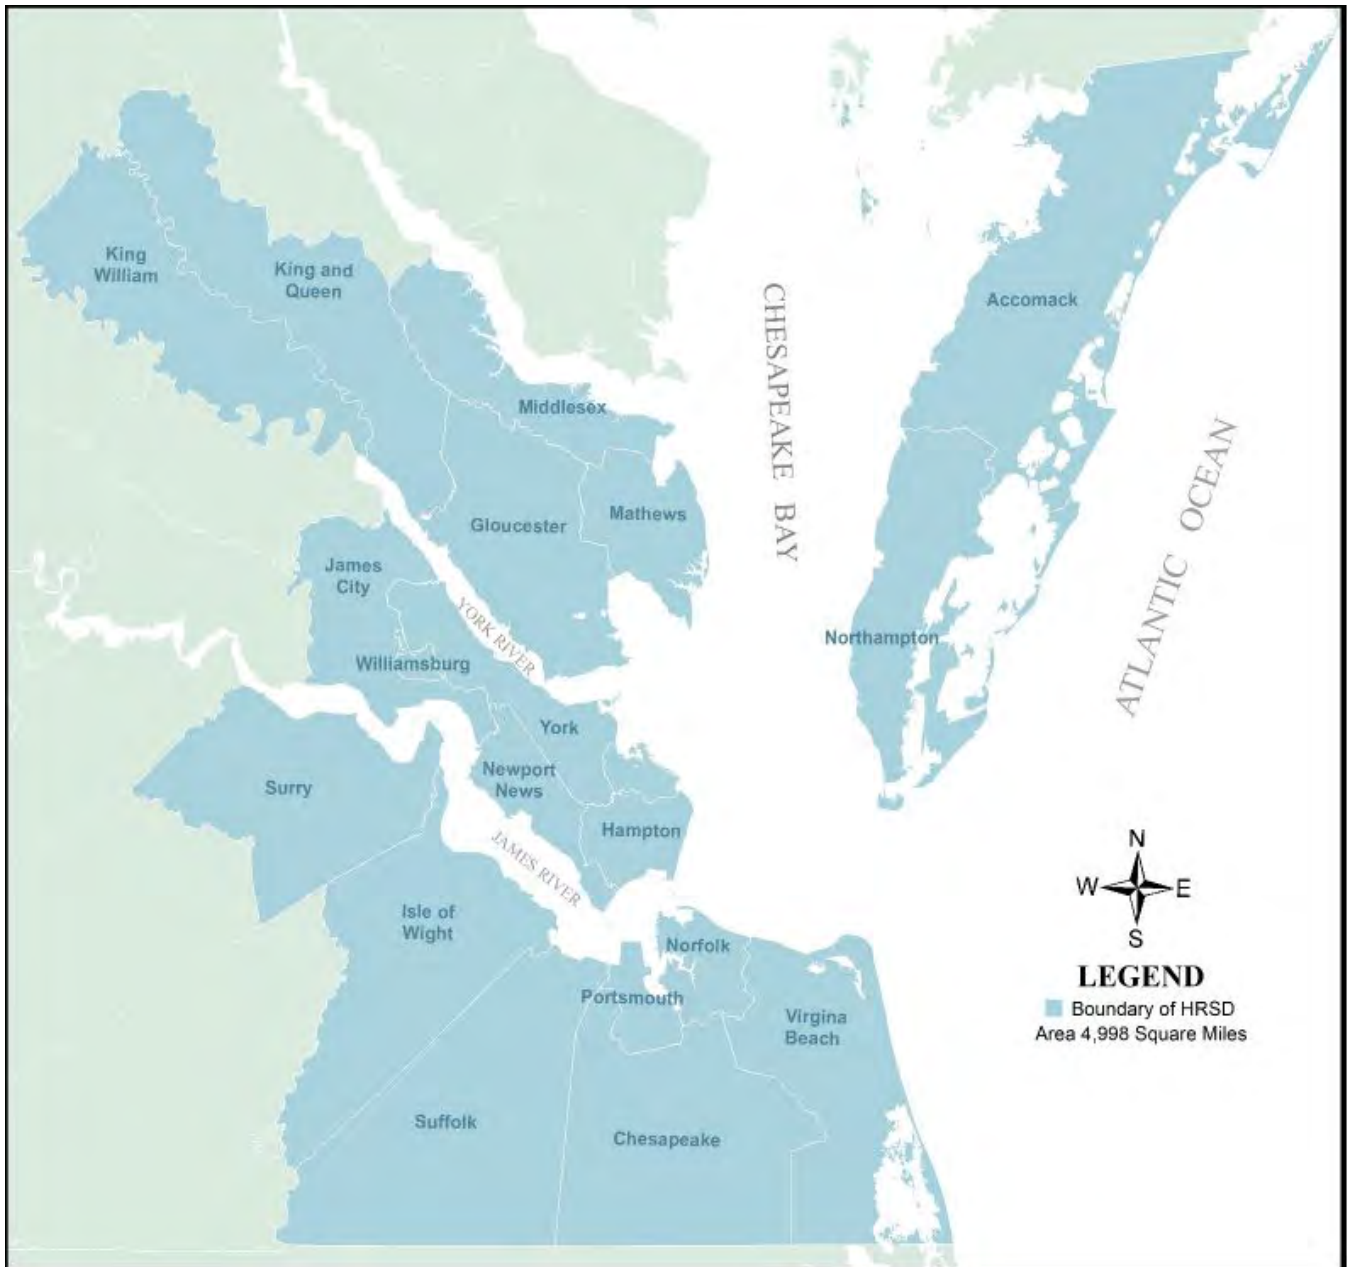 King
William
King and
Queen
Middlesex
Accomack
CHESAPEAKE BAY
ATLANTIC OCEAN
Gloucester
Mathews
James
City
YORK RIVER
Northampton
Williamsburg
York
Surry
Newport
News
Hampton
JAMES RIVER
Isle of
Wight
Norfolk
Portsmouth
Virgina
Beach
Suffolk
Chesapeake
N
W
E
S
LEGEND
Boundary of HRSD
Area 4,998 Square Miles